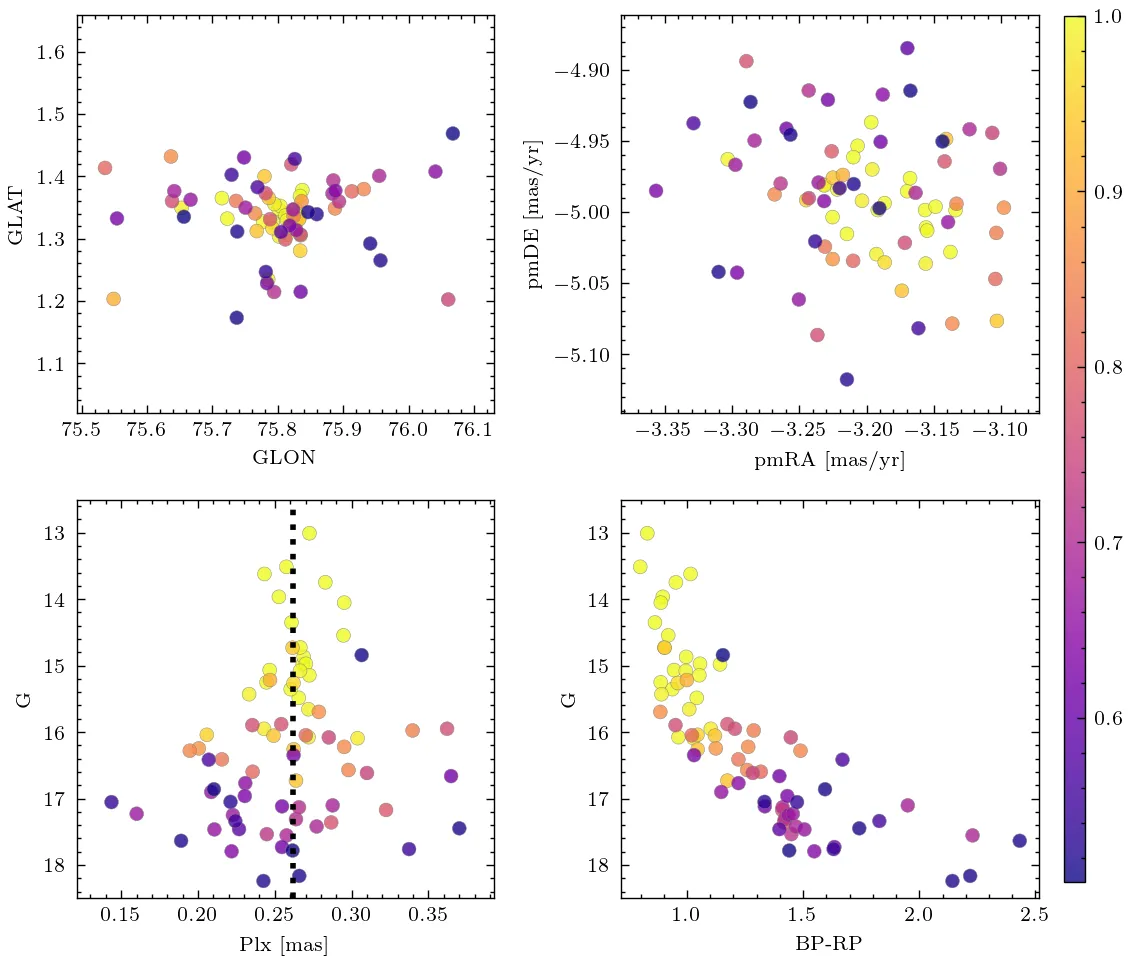 1.6
1.5
1.4
1.3
1.2
1.1
GLAT
75.5 75.6 75.7 75.8 75.9 76.0 76.1
GLON
−4.90
−4.95
−5.00
−5.05
−5.10
pmDE [mas/yr]
−3.35 −3.30 −3.25 −3.20 −3.15 −3.10
pmRA [mas/yr]
13
14
15
16
17
18
G
0.15 0.20 0.25 0.30 0.35
Plx [mas]
13
14
15
16
17
18
G
1.0 1.5 2.0 2.5
BP-RP
1.0
0.9
0.8
0.7
0.6